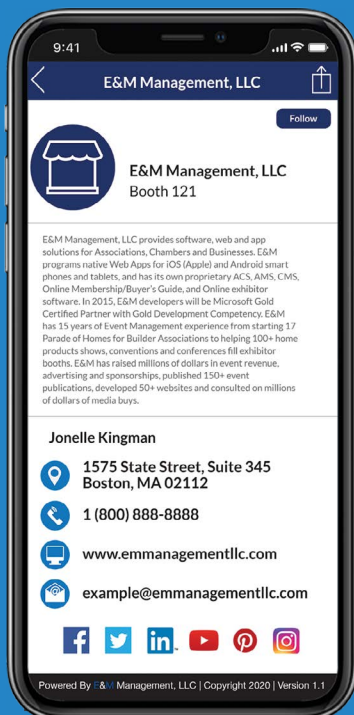 9:41
E&M Management, LLC
Follow
E&M Management, LLC
Booth 121
E&M Management, LLC provides software, web and app
solutions for Associations, Chambers and Businesses. E&M
programs native Web Apps for iOS (Apple) and Android smart
phones and tablets, and has its own proprietary ACS, AMS, CMS,
Online Membership/Buyer's Guide, and Online exhibitor
software. In 2015, E&M developers will be Microsoft Gold
Certified Partner with Gold Development Competency. E&M
has 15 years of Event Management experience from starting 17
Parade of Homes for Builder Associations to helping 100+ home
products shows, conventions and conferences fill exhibitor
booths. E&M has raised millions of dollars in event revenue,
advertising and sponsorships, published 150+ event
publications, developed 50+ websites and consulted on millions
of dollars of media buys.
Jonelle Kingman
1575 State Street, Suite 345
Boston, MA 02112
1 (800) 888-8888
www.emmanagementllc.com
example@emmanagementllc.com
Powered By E&M Management, LLC | Copyright 2020 | Version 1.1